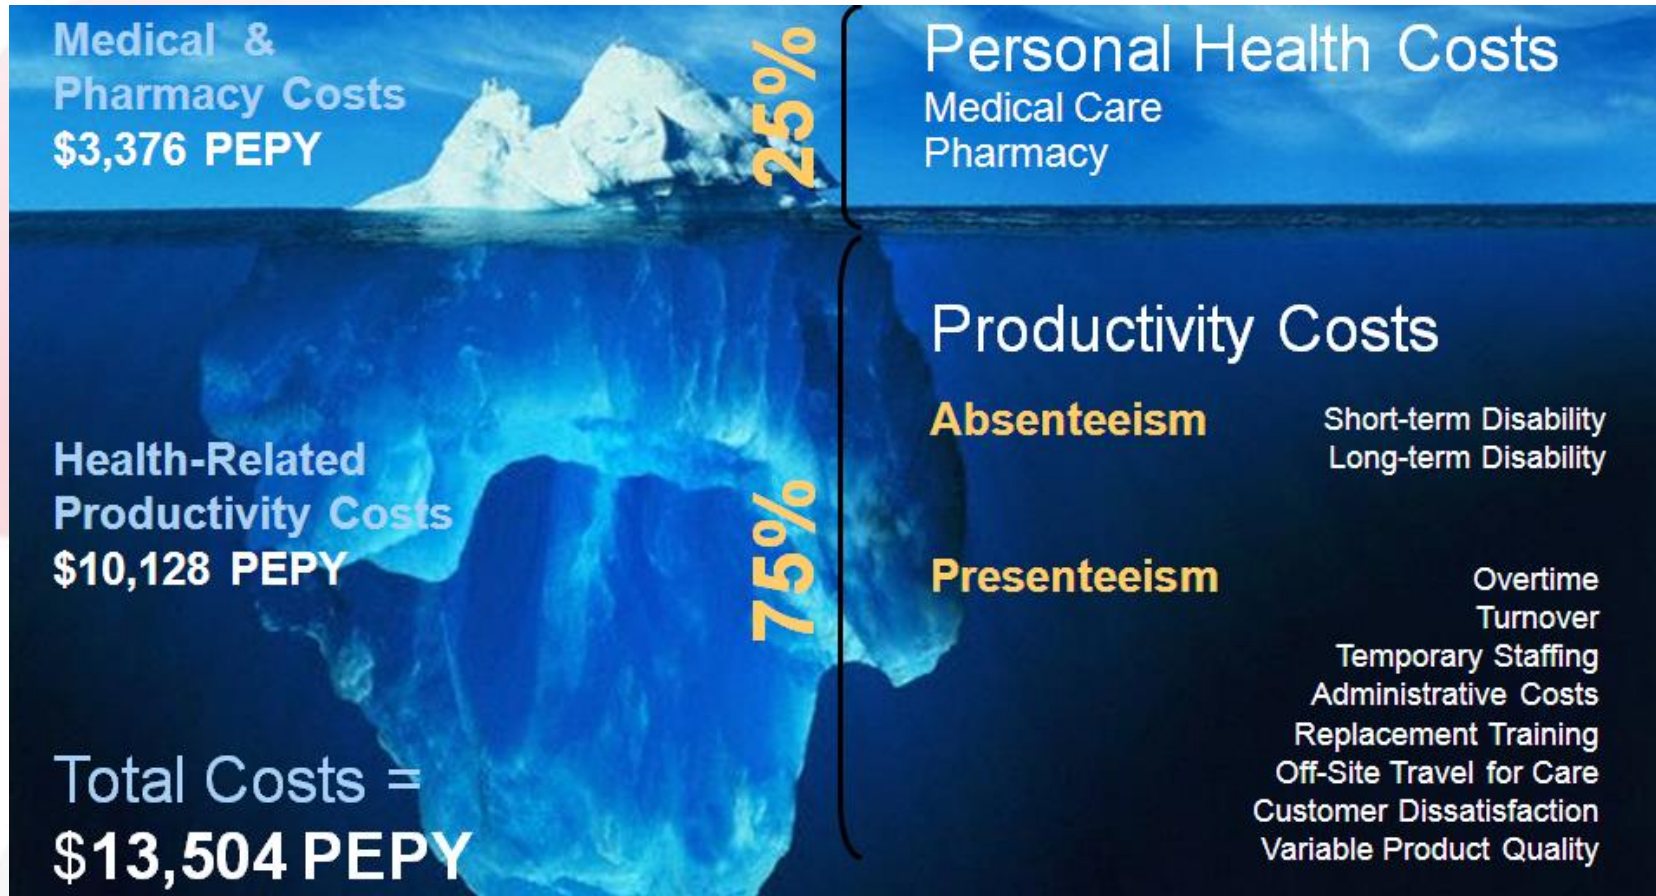 Medical &
Pharmacy Costs
$3,376 PEPY
25%
Personal Health Costs
Medical Care
Pharmacy
Health-Related
Productivity Costs
$10,128 PEPY
75%
Productivity Costs
Absenteeism
Short-term Disability
Long-term Disability
Presenteeism
Overtime
Turnover
Temporary Staffing
Administrative Costs
Replacement Training
Off-Site Travel for Care
Customer Dissatisfaction
Variable Product Quality
Total Costs =
$13,504 PEPY